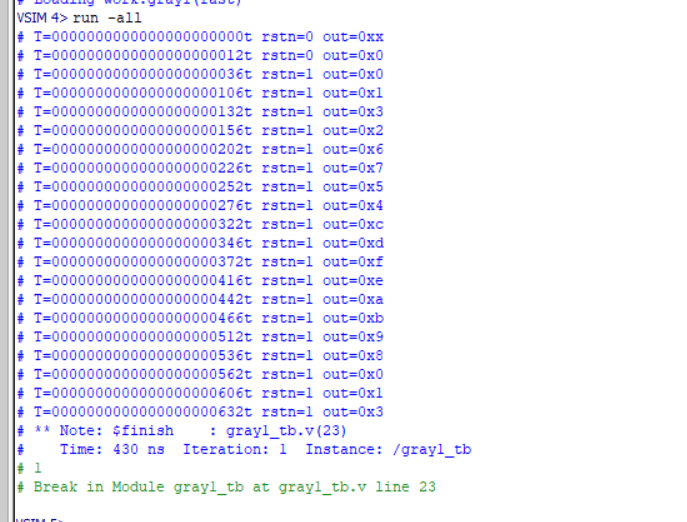 # Loading work.gray1(fast)
VSIM 4> run -all
# T=0000000000000000000000t rstn=0 out=0xx
# T=0000000000000000000012t rstn=0 out=0x0
# T=0000000000000000000036t rstn=1 out=0x0
# T=0000000000000000000106t rstn=1 out=0x1
# T=0000000000000000000132t rstn=1 out=0x3
# T=0000000000000000000156t rstn=1 out=0x2
# T=0000000000000000000202t rstn=1 out=0x6
# T=0000000000000000000226t rstn=1 out=0x7
# T=0000000000000000000252t rstn=1 out=0x5
# T=0000000000000000000276t rstn=1 out=0x4
# T=0000000000000000000322t rstn=1 out=0xc
# T=0000000000000000000346t rstn=1 out=0xd
# T=0000000000000000000372t rstn=1 out=0xf
# T=0000000000000000000416t rstn=1 out=0xe
# T=0000000000000000000442t rstn=1 out=0xa
# T=0000000000000000000466t rstn=1 out=0xb
# T=0000000000000000000512t rstn=1 out=0x9
# T=0000000000000000000536t rstn=1 out=0x8
# T=0000000000000000000562t rstn=1 out=0x0
# T=0000000000000000000606t rstn=1 out=0x1
# T=0000000000000000000632t rstn=1 out=0x3
# ** Note: $finish    : gray1_tb.v(23)
#    Time: 430 ns  Iteration: 1  Instance: /gray1_tb
# 1
# Break in Module gray1_tb at gray1_tb.v line 23
VSIM 5>